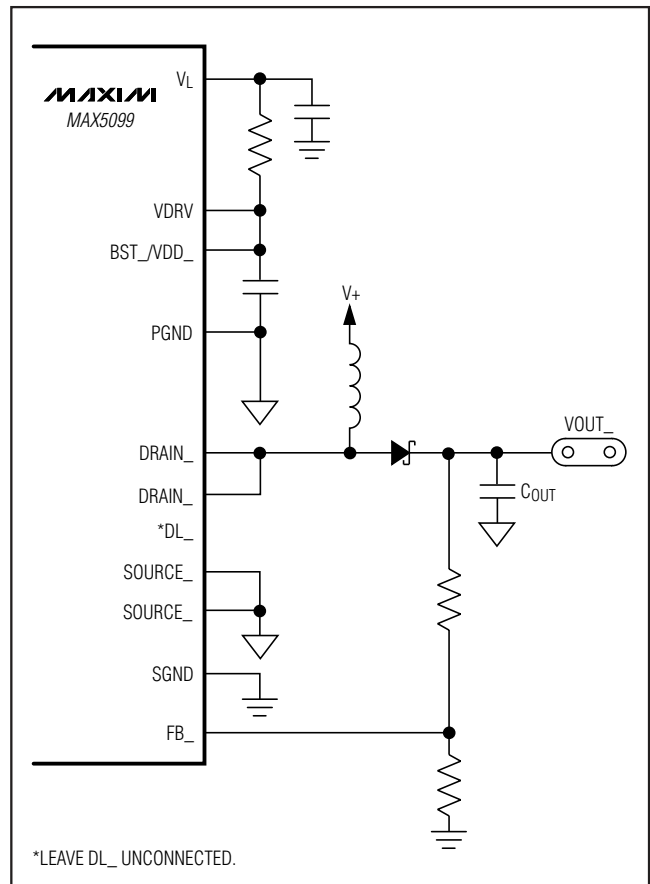 VL
MAXIM
MAX5099
VDRV
BST_/VDD_
PGND
V+
DRAIN_
VOUT_
DRAIN_
COUT
*DL_
SOURCE_
SOURCE_
SGND
FB_
*LEAVE DL_ UNCONNECTED.